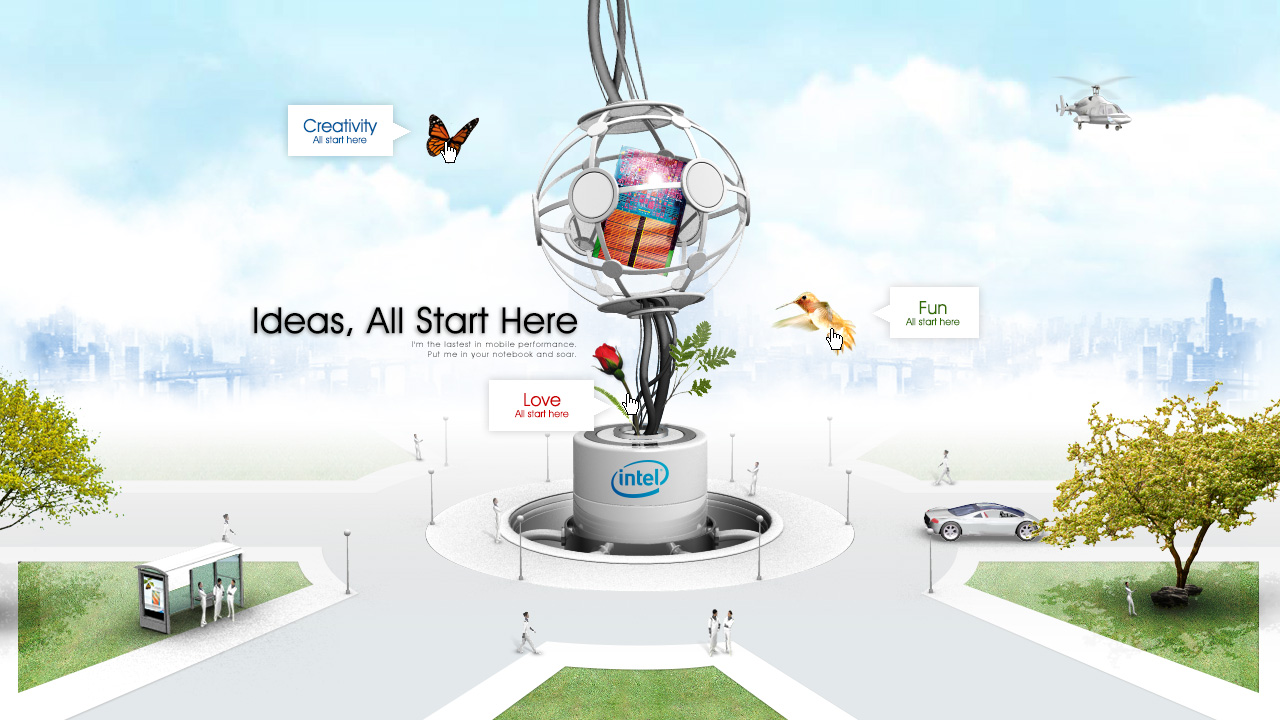 Creativity
All start here
Ideas, All Start Here
I'm the lastest in mobile performance.
Put me in your notebook and soar.
Fun
All start here
Love
All start here
intel